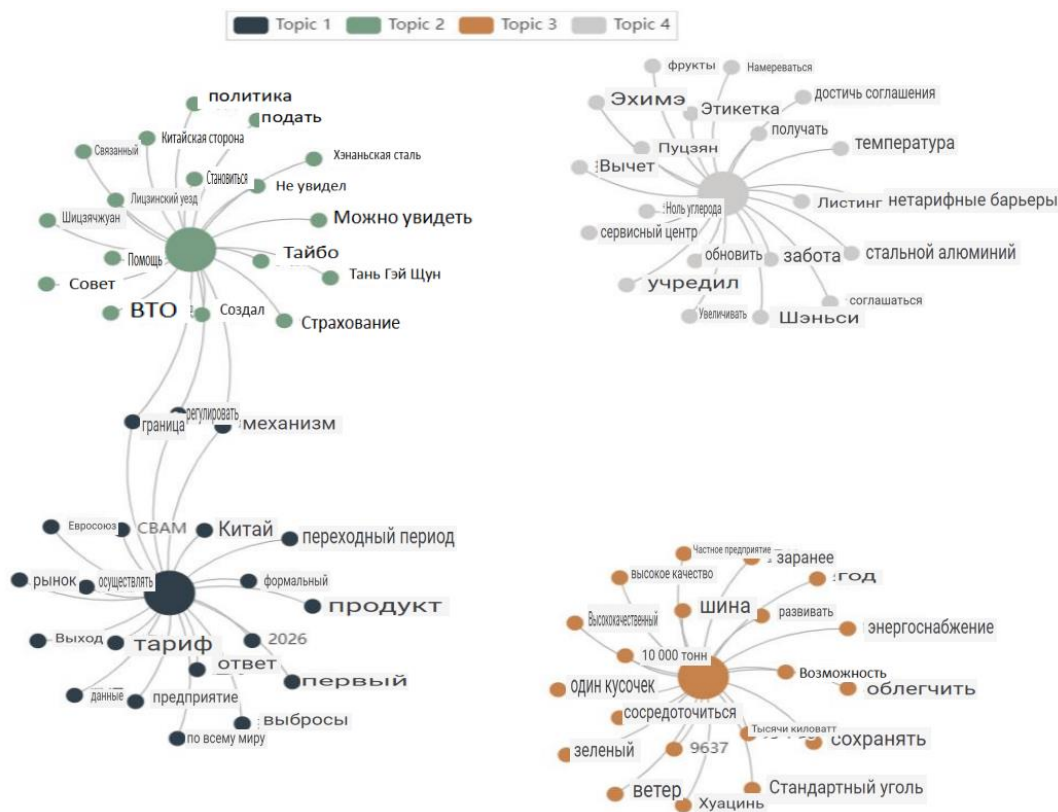 Topic 1
Topic 2
Topic 3
Topic 4
политика
подать
Китайская сторона
Связанный
Хэнаньская сталь
Становиться
Не увидел
Лицзинский уезд
Шицзячжуан
Можно увидеть
Помощь
Тайбо
Тань Гэй Щун
Совет
ВТО
Создал
Страхование
фрукты
Намереваться
Эхимэ
Этикетка
достичь соглашения
получать
Пуцзян
температура
Вычет
Ноль углерода
Листинг
нетарифные барьеры
сервисный центр
обновить
забота
стальной алюминий
учредил
соглашаться
Увеличивать
Шэньси
граница
регулировать
механизм
Евросоюз
CBAM
Китай
переходный период
рынок
осуществлять
формальный
продукт
Выход
тариф
2026
ответ
первый
данные
предприятие
выбросы
по всему миру
Частное предприятие
заранее
высокое качество
год
шина
развивать
Высококачественный
энергоснабжение
10 000 тонн
Возможность
один кусочек
облегчить
сосредоточиться
Тысячи киловатт
сохранять
зеленый
9637
ветер
Стандартный уголь
Хуацинь